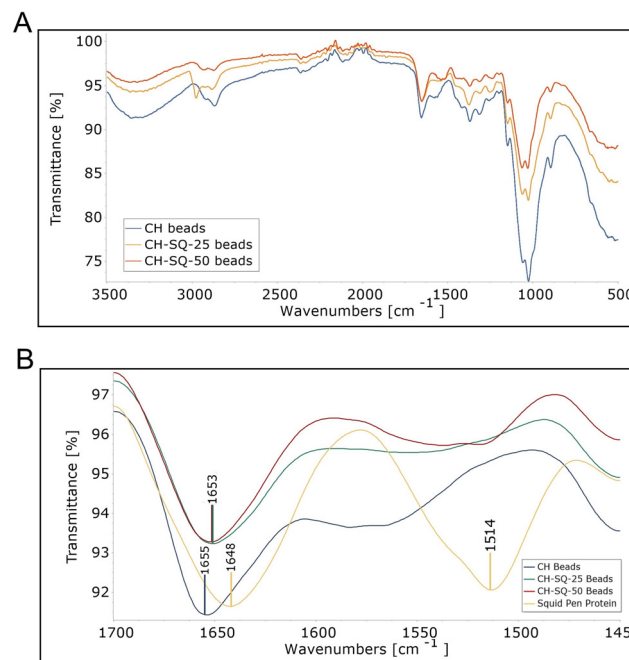 A
100
95
90
85
80
75
Transmittance [%]
CH beads
CH-SQ-25 beads
CH-SQ-50 beads
3500 3000 2500 2000 1500 1000 500
Wavenumbers [cm -1 ]
B
97
96
95
94
93
92
Transmittance [%]
1653
1655
1648
1514
CH Beads
CH-SQ-25 Beads
CH-SQ-50 Beads
Squid Pen Protein
1700 1650 1600 1550 1500 145
Wavenumbers [cm -1 ]